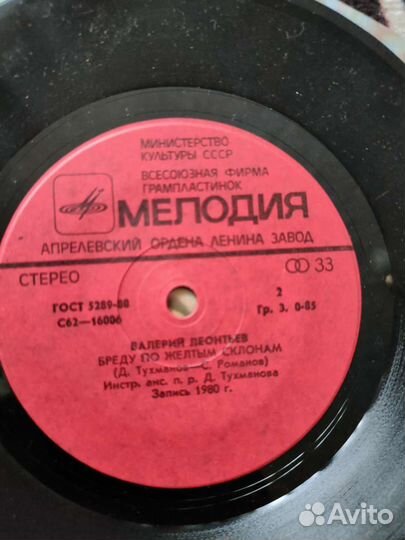 МИНИСТЕРСТВО
КУЛЬТУРЫ СССР
ВСЕСОЮЗНАЯ ФИРМА
ГРАМПЛАСТИНОК
МЕЛОДИЯ
АПРЕЛЕВСКИЙ ОРДЕНА ЛЕНИНА ЗАВОД
СТЕРЕО 33
ГОСТ 5289-80 2
С62—16006 Гр. 3. 0-85
ВАЛЕРИЙ ЛЕОНТЬЕВ
БРЕДУ ПО ЖЕЛТЫМ СКЛОНАМ
(Д. Тухманов—С. Романов)
Инстр. анс. п. р. Д. Тухманова
Запись 1980 г.
Avito